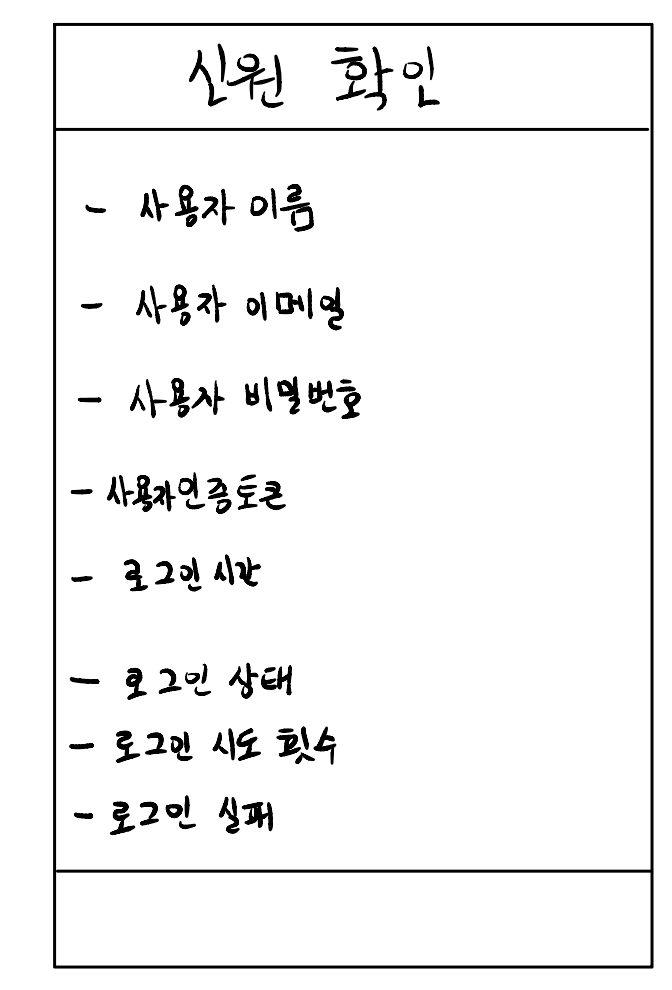 신원 확인
- 사용자 이름
- 사용자 이메일
- 사용자 비밀번호
- 사용자인증토큰
- 로그인 시간
- 로그인 상태
- 로그인 시도 횟수
- 로그인 실패